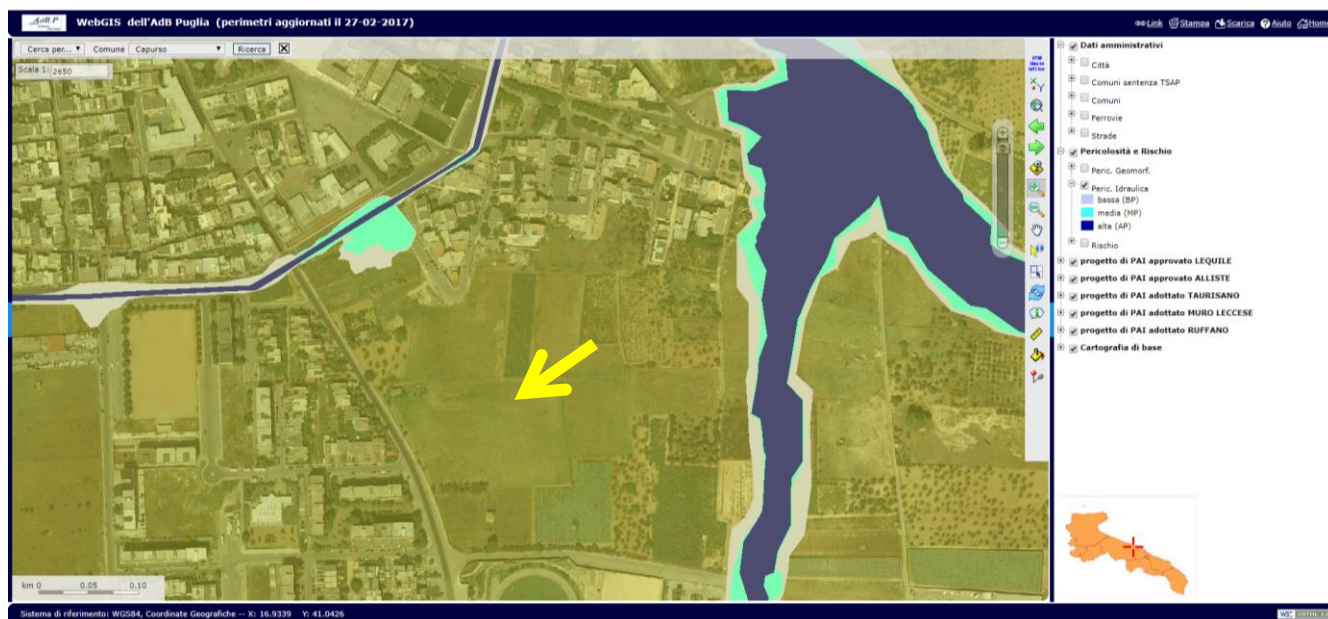 AdB P
WebGIS dell'AdB Puglia (perimetri aggiornati il 27-02-2017)
Link Stampa Scarica Aiuto Home
Cerca per... Comune Capurso Ricerca
Scala 1: 2650
Dati amministrativi
Città
Comuni sentenza TSAP
Comuni
Ferrovie
Strade
Pericolosità e Rischio
Peric. Geomorf.
Peric. Idraulica
bassa (BP)
media (MP)
alta (AP)
Rischio
progetto di PAI approvato LEQUILE
progetto di PAI approvato ALLISTE
progetto di PAI adottato TAURISANO
progetto di PAI adottato MURO LECCESE
progetto di PAI adottato RUFFANO
Cartografia di base
km 0 0.05 0.10
Sistema di riferimento: WGS84, Coordinate Geografiche -- X: 16.9339 Y: 41.0426